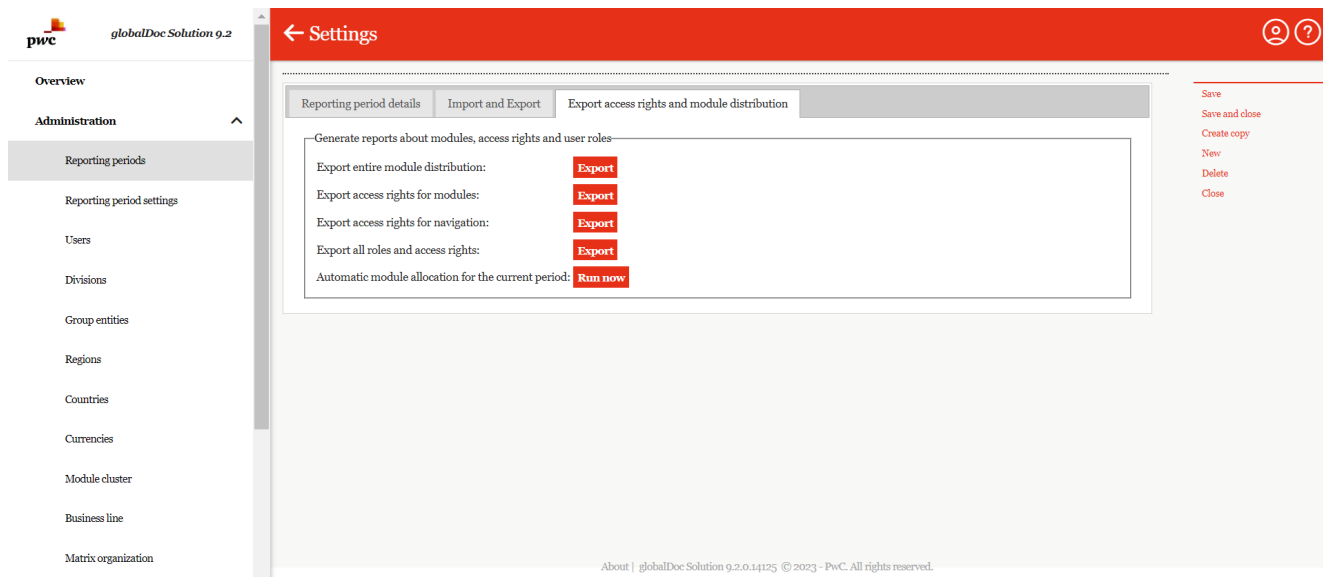 pwc
globalDoc Solution 9.2
Overview
Administration
Reporting periods
Reporting period settings
Users
Divisions
Group entities
Regions
Countries
Currencies
Module cluster
Business line
Matrix organization
Settings
?
Reporting period details
Import and Export
Export access rights and module distribution
Generate reports about modules, access rights and user roles
Export entire module distribution: Export
Export access rights for modules: Export
Export access rights for navigation: Export
Export all roles and access rights: Export
Automatic module allocation for the current period: Run now
Save
Save and close
Create copy
New
Delete
Close
About | globalDoc Solution 9.2.0.14125 © 2023 - PwC. All rights reserved.